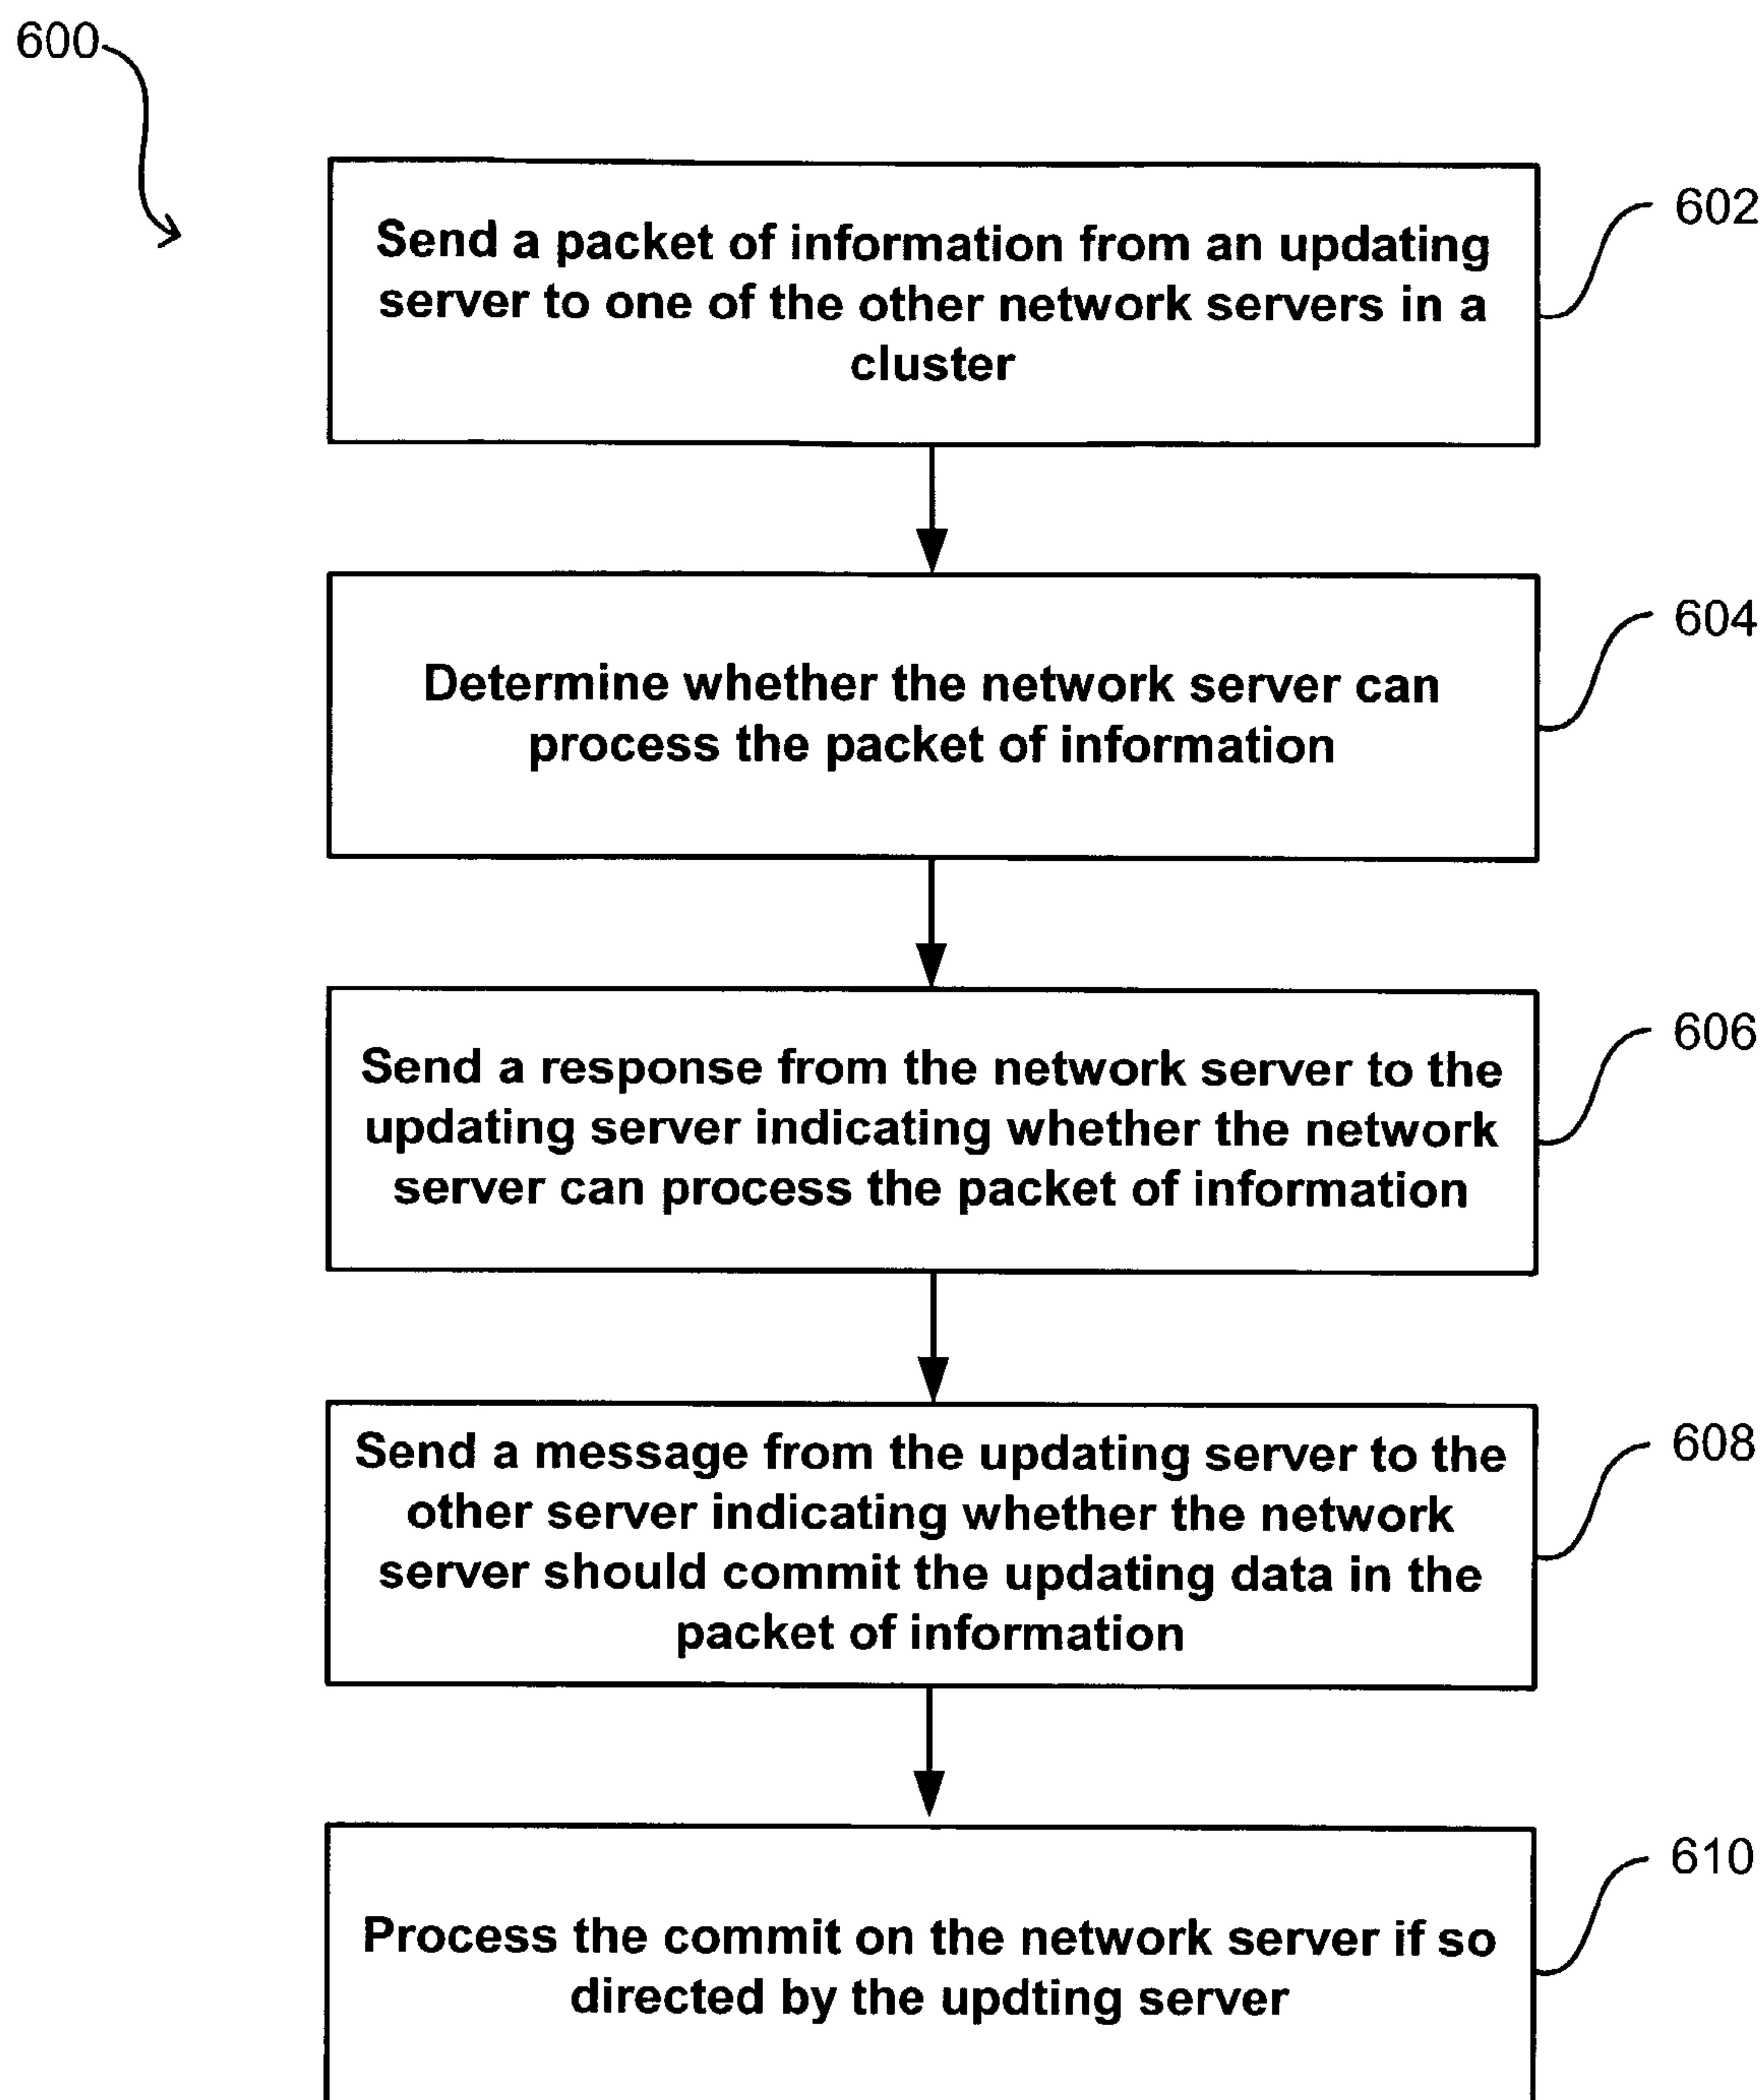 600
602
Send a packet of information from an updating
server to one of the other network servers in a
cluster
604
Determine whether the network server can
process the packet of information
606
Send a response from the network server to the
updating server indicating whether the network
server can process the packet of information
608
Send a message from the updating server to the
other server indicating whether the network
server should commit the updating data in the
packet of information
610
Process the commit on the network server if so
directed by the updting server